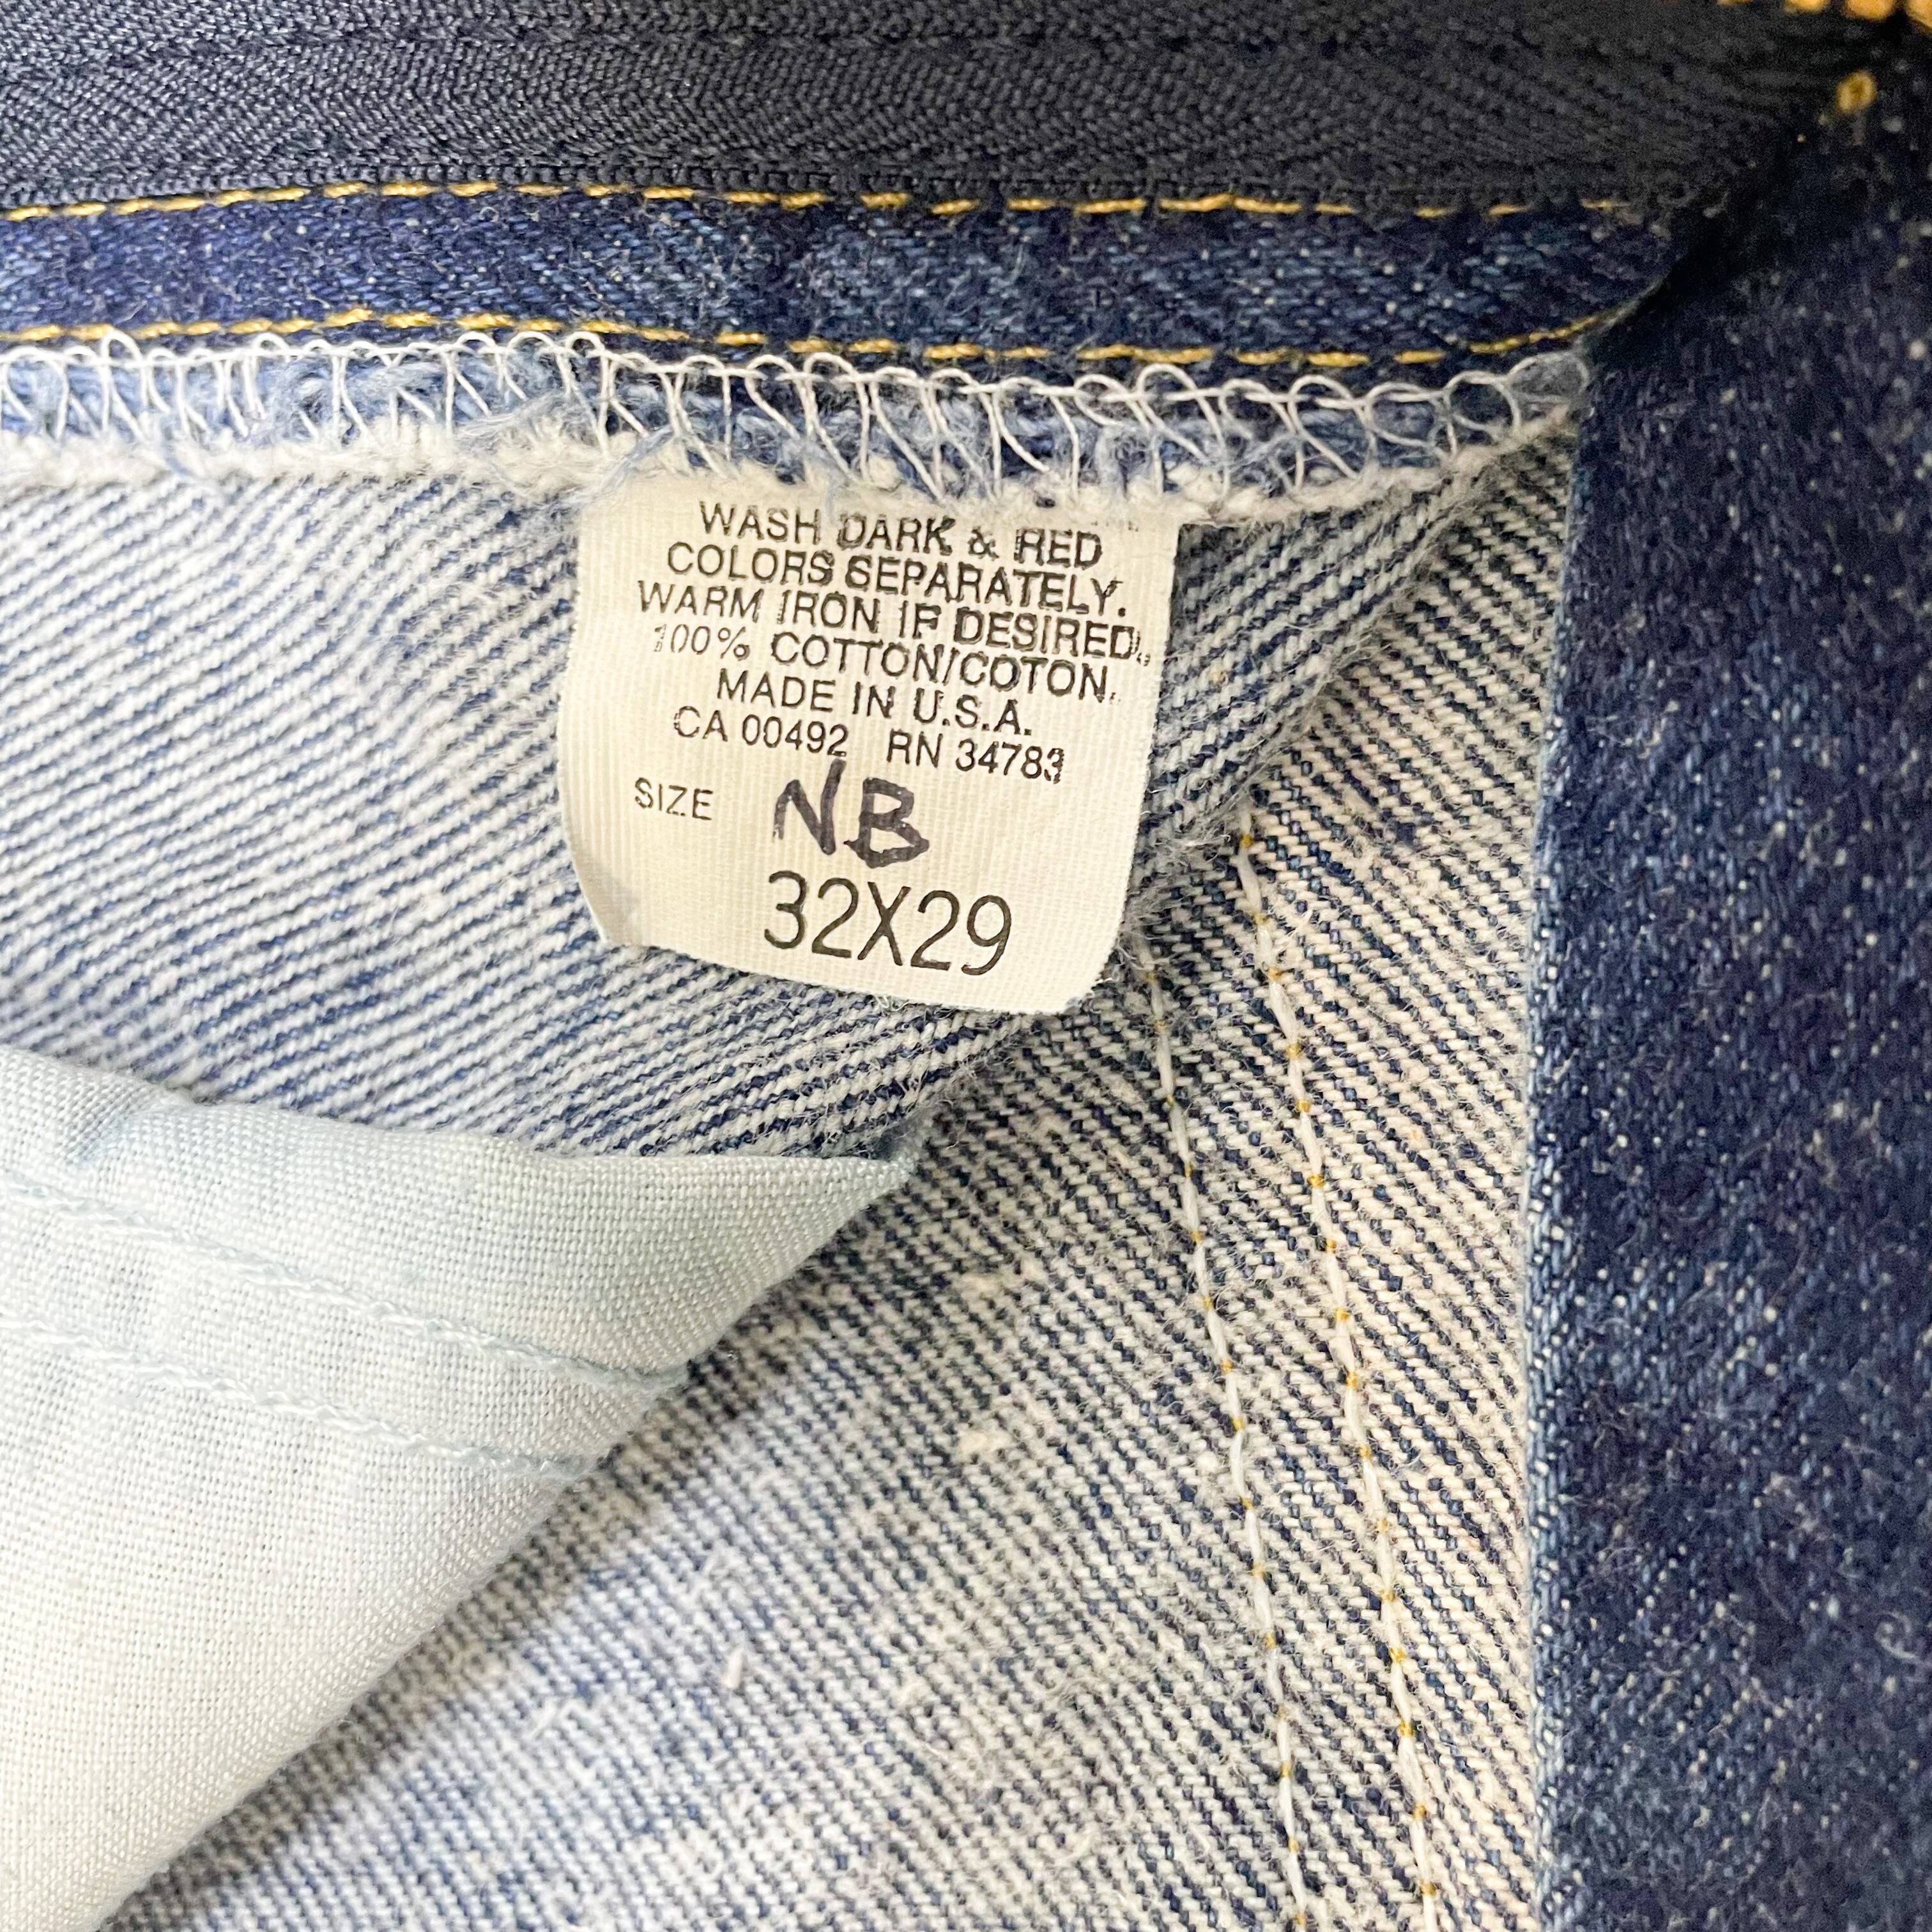 WASH DARK & RED
COLORS SEPARATELY.
WARM IRON IF DESIRED.
100% COTTON/COTON.
MADE IN U.S.A.
CA 00492 RN 34783
SIZE NB
32X29